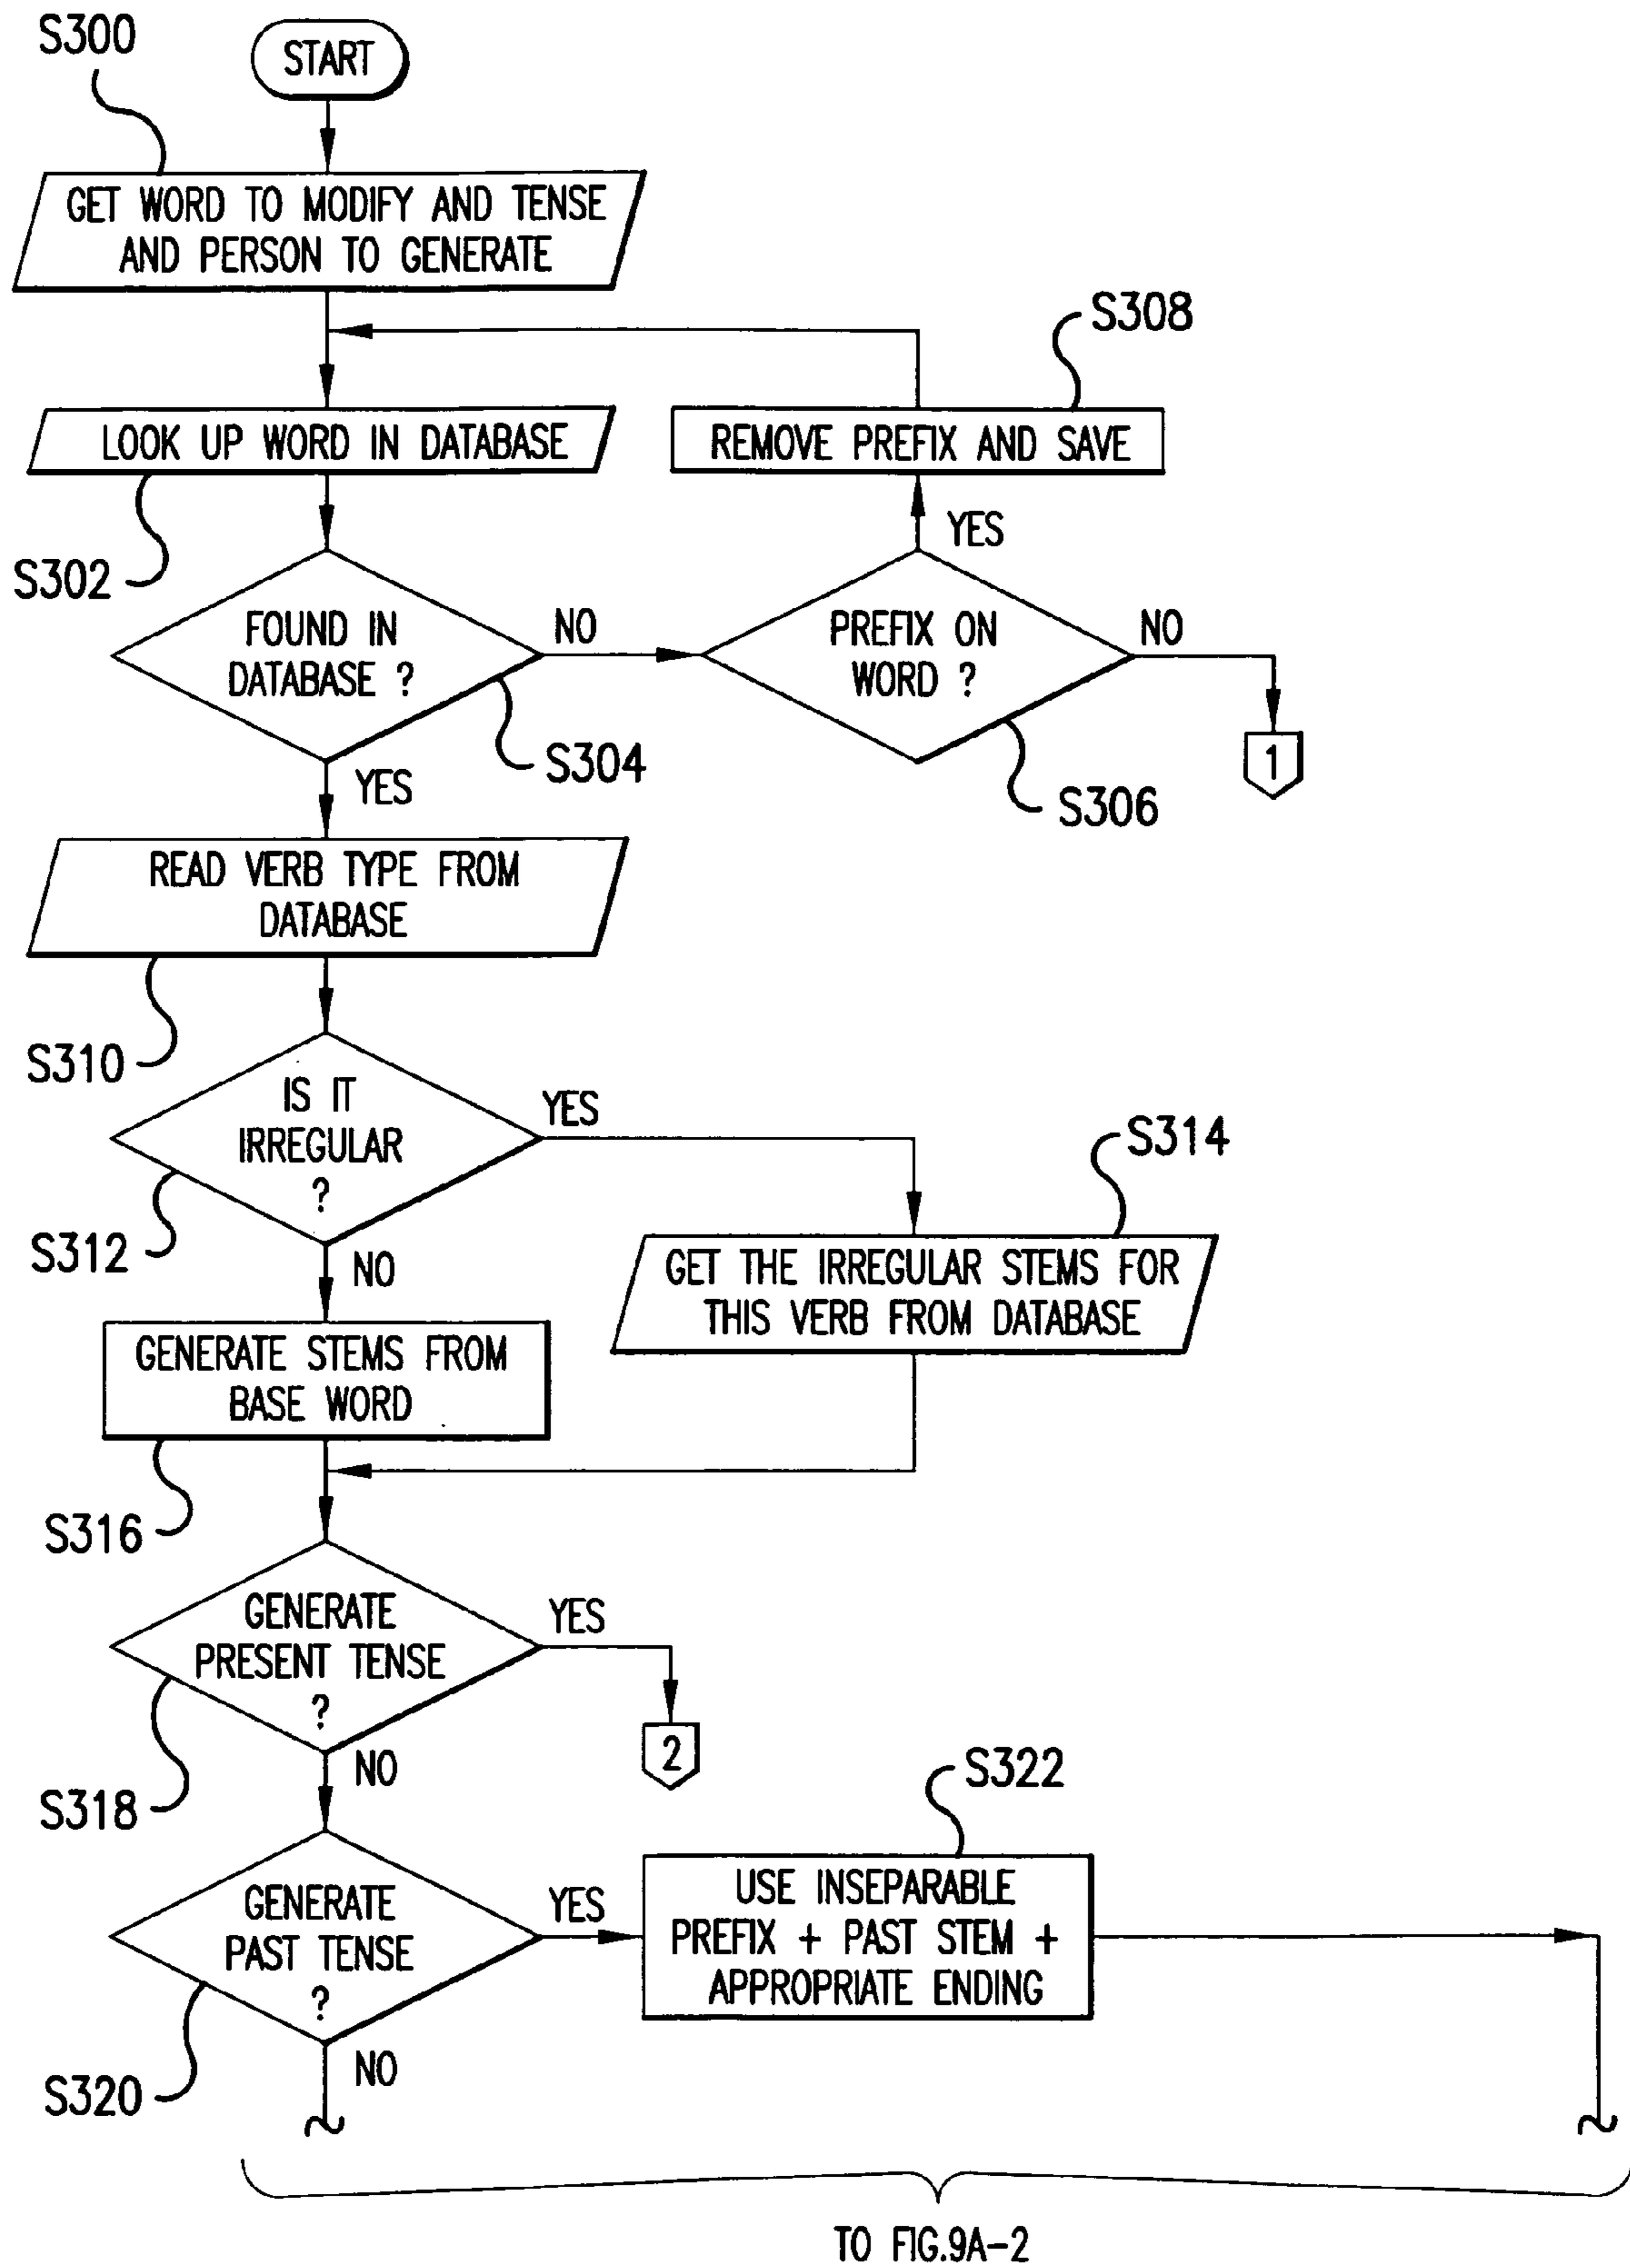 S300
START
GET WORD TO MODIFY AND TENSE
AND PERSON TO GENERATE
S308
LOOK UP WORD IN DATABASE
REMOVE PREFIX AND SAVE
YES
S302
FOUND IN
DATABASE ?
NO
PREFIX ON
WORD ?
NO
S304
1
YES
S306
READ VERB TYPE FROM
DATABASE
S310
IS IT
IRREGULAR
?
YES
S314
S312
NO
GET THE IRREGULAR STEMS FOR
THIS VERB FROM DATABASE
GENERATE STEMS FROM
BASE WORD
S316
GENERATE
PRESENT TENSE
?
YES
2
NO
S318
S322
GENERATE
PAST TENSE
?
YES
USE INSEPARABLE
PREFIX + PAST STEM +
APPROPRIATE ENDING
NO
S320
TO FIG.9A-2